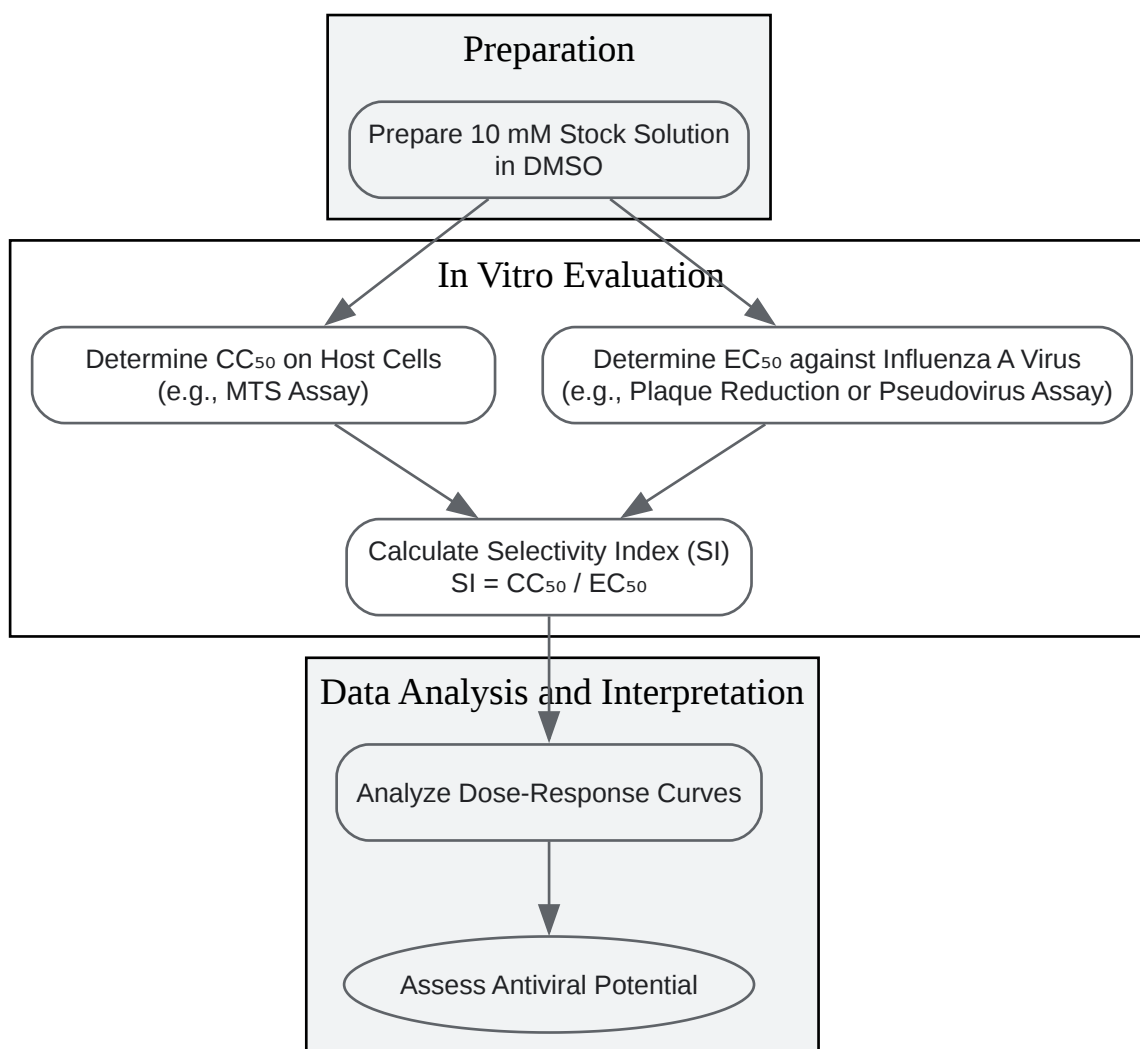 Preparation
Prepare 10 mM Stock Solution
in DMSO
In Vitro Evaluation
Determine CC₅₀ on Host Cells
(e.g., MTS Assay)
Determine EC₅₀ against Influenza A Virus
(e.g., Plaque Reduction or Pseudovirus Assay)
Calculate Selectivity Index (SI)
SI = CC₅₀ / EC₅₀
Data Analysis and Interpretation
Analyze Dose-Response Curves
Assess Antiviral Potential